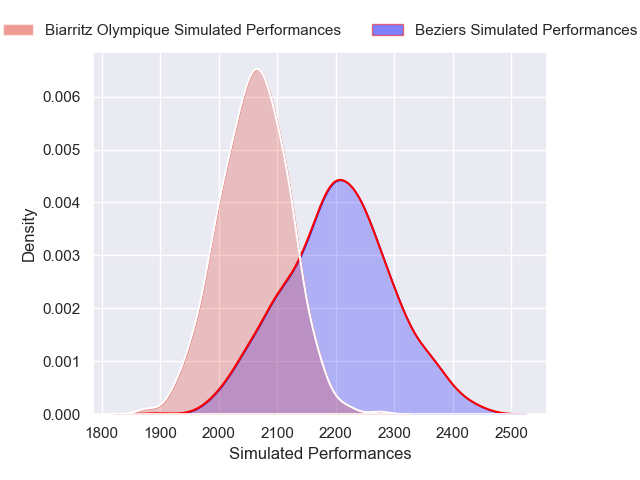 Biarritz Olympique Simulated Performances Beziers Simulated Performances
0.006
0.005
0.004
0.003
0.002
0.001
0.000
Density
1800 1900 2000 2100 2200 2300 2400 2500
Simulated Performances